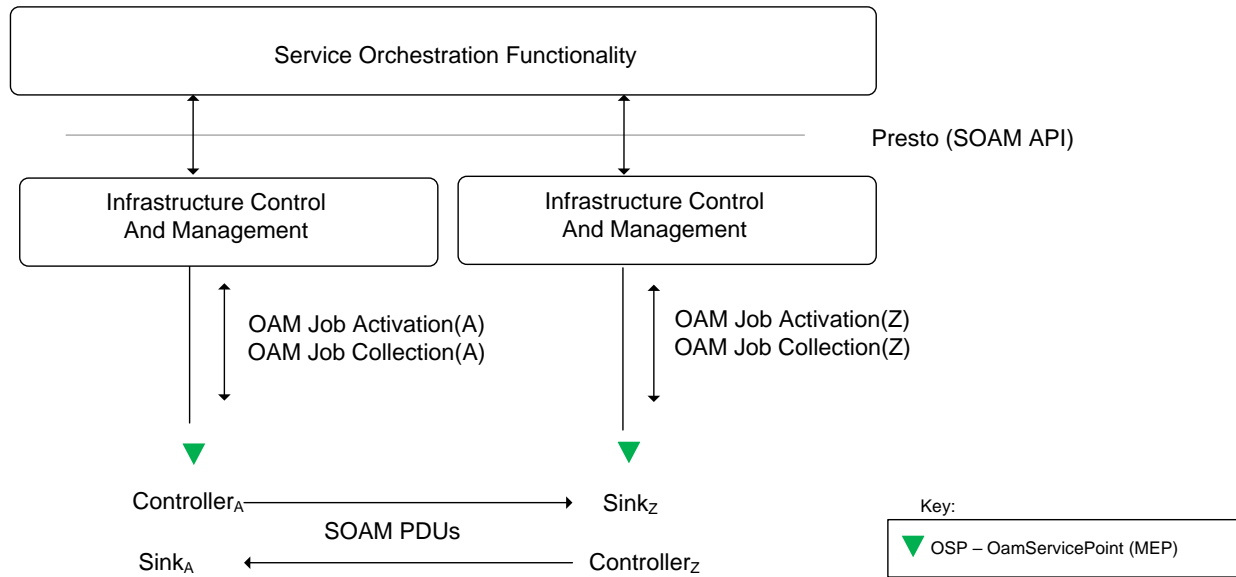 Service Orchestration Functionality
Presto (SOAM API)
Infrastructure Control
And Management
Infrastructure Control
And Management
OAM Job Activation(A)
OAM Job Collection(A)
OAM Job Activation(Z)
OAM Job Collection(Z)
ControllerA
SinkZ
SOAM PDUs
SinkA
ControllerZ
Key:
OSP – OamServicePoint (MEP)